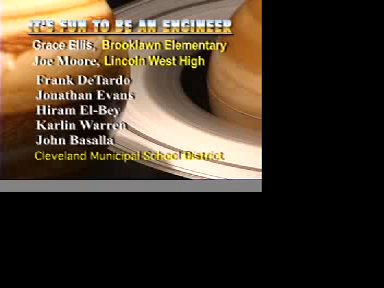 IT'S FUN TO BE AN ENGINEER
Grace Ellis, Brooklawn Elementary
Joe Moore, Lincoln West High
Frank DeTardo
Jonathan Evans
Hiram El-Bey
Karlin Warren
John Basalla
Cleveland Municipal School District